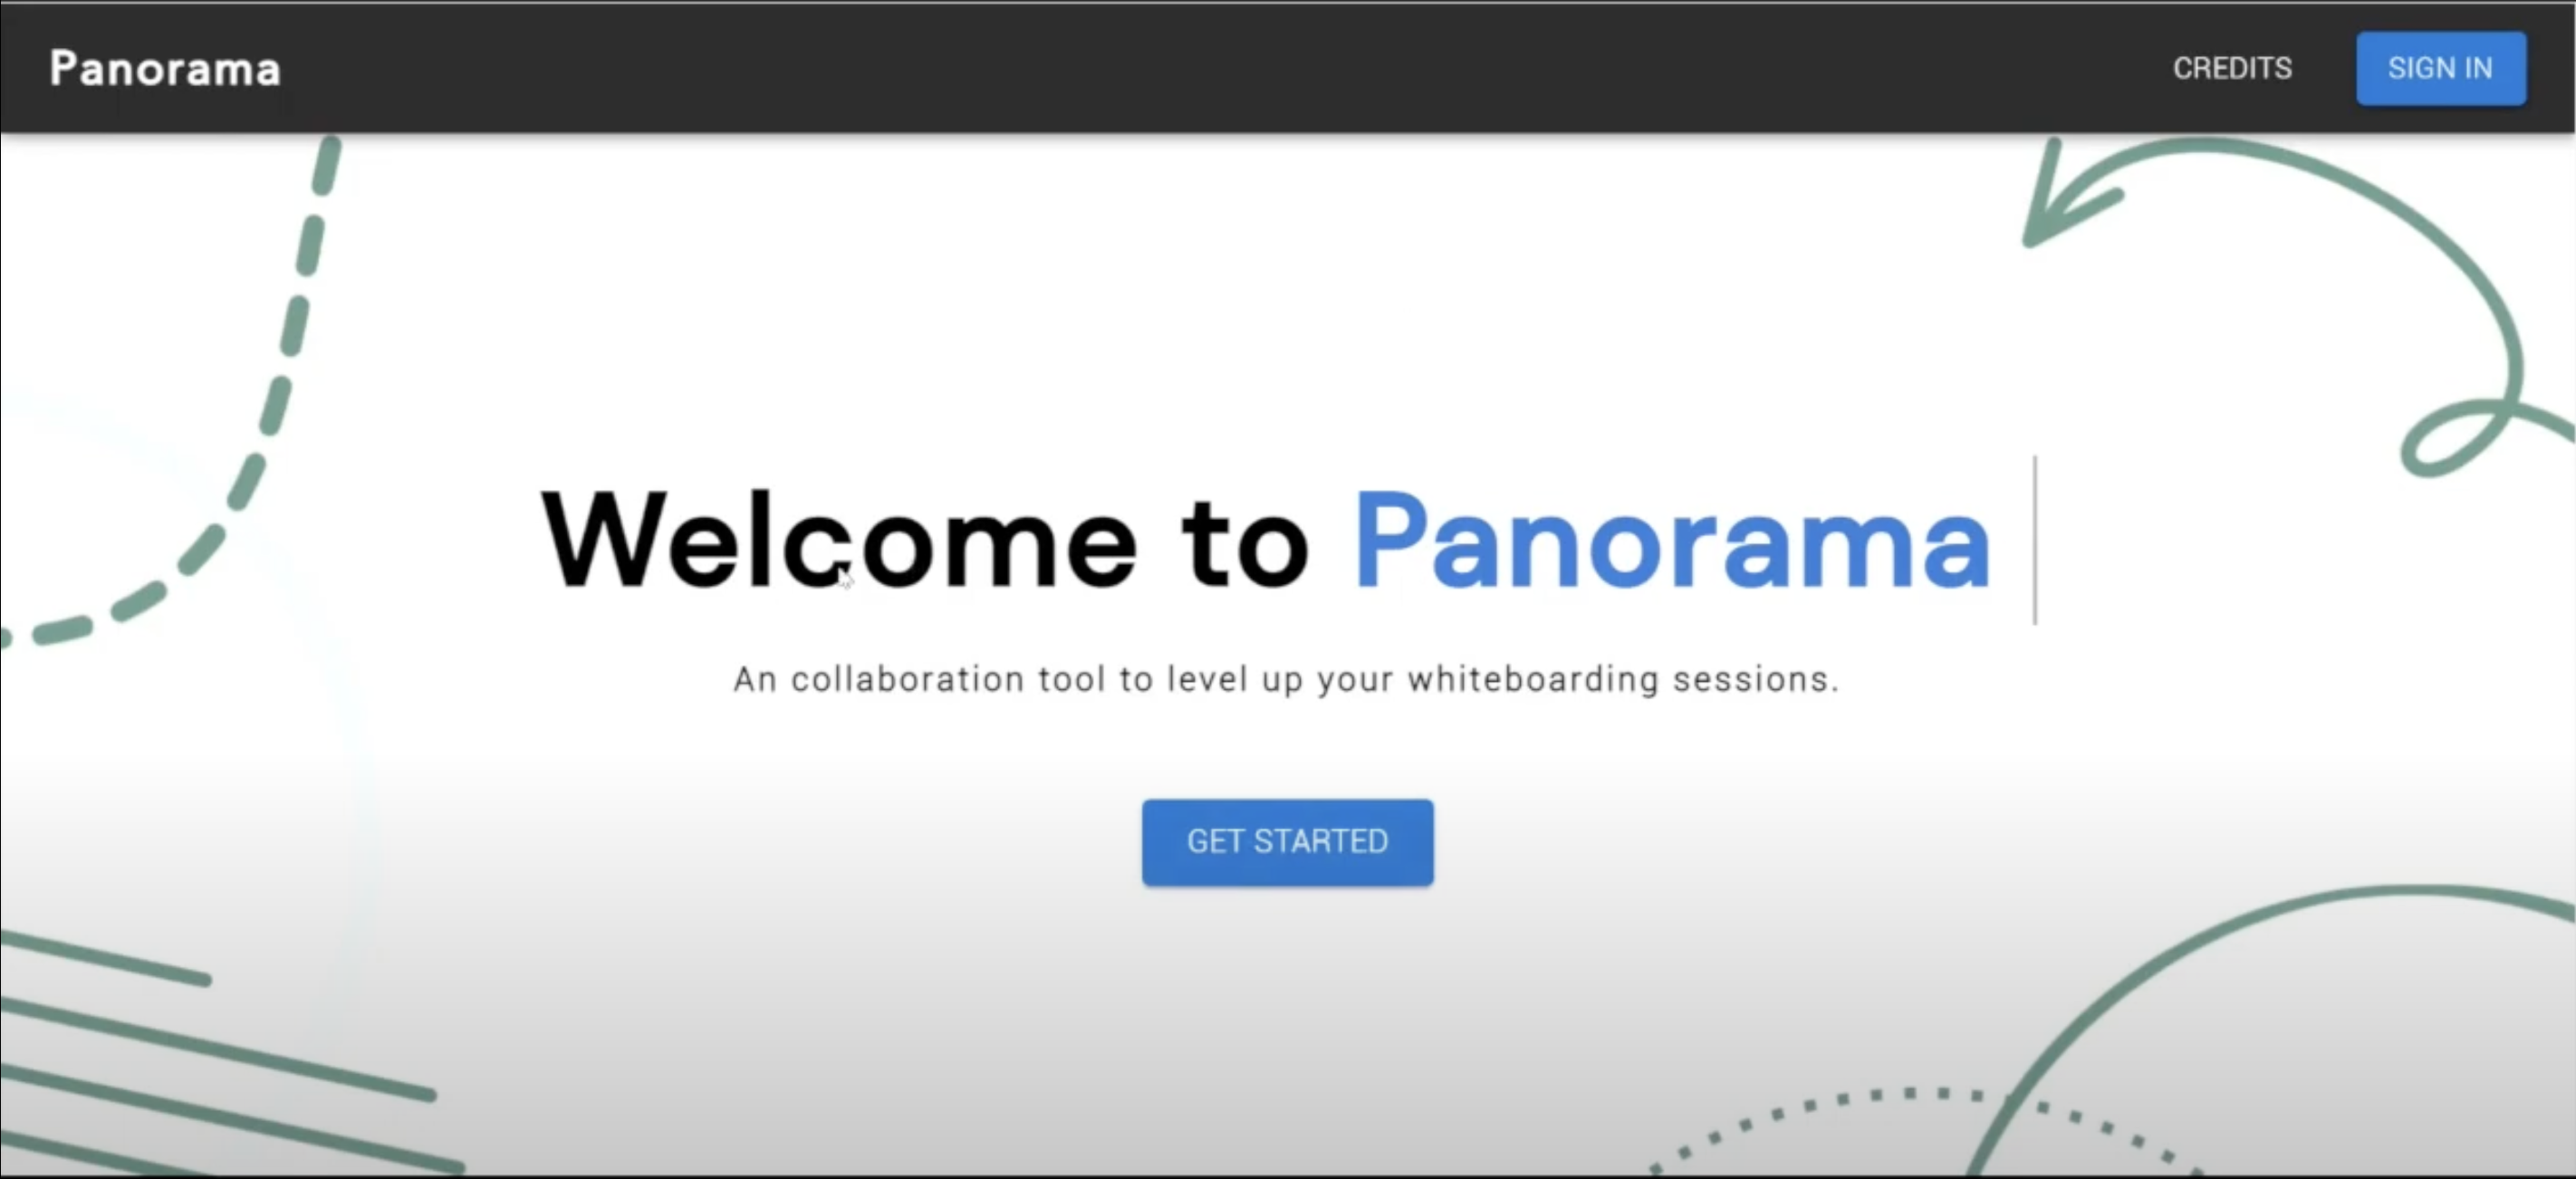 Panorama
CREDITS
SIGN IN
Welcome to Panorama
An collaboration tool to level up your whiteboarding sessions.
GET STARTED